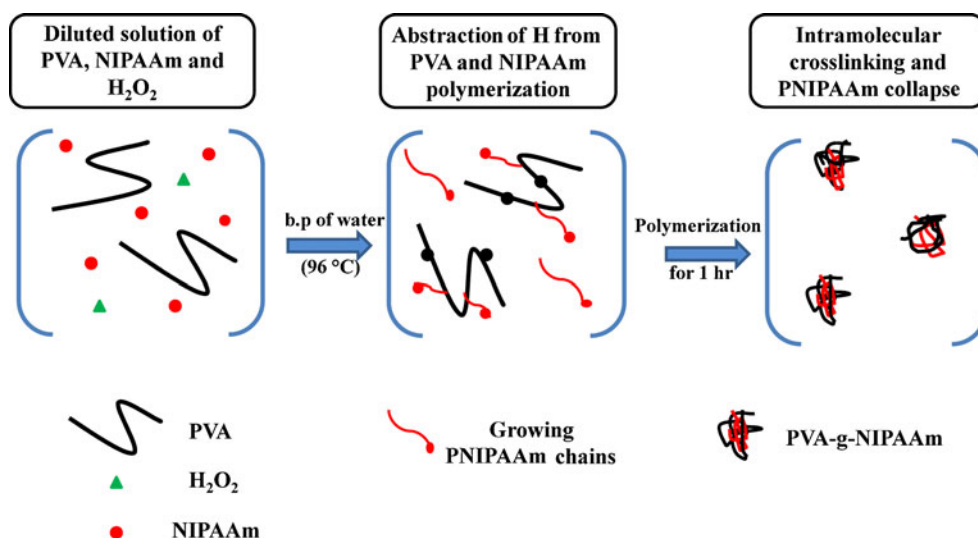 Diluted solution of
PVA, NIPAAm and
H₂O₂
Abstraction of H from
PVA and NIPAAm
polymerization
Intramolecular
crosslinking and
PNIPAAm collapse
b.p of water
(96 °C)
Polymerization
for 1 hr
PVA
H₂O₂
NIPAAm
Growing
PNIPAAm chains
PVA-g-NIPAAm